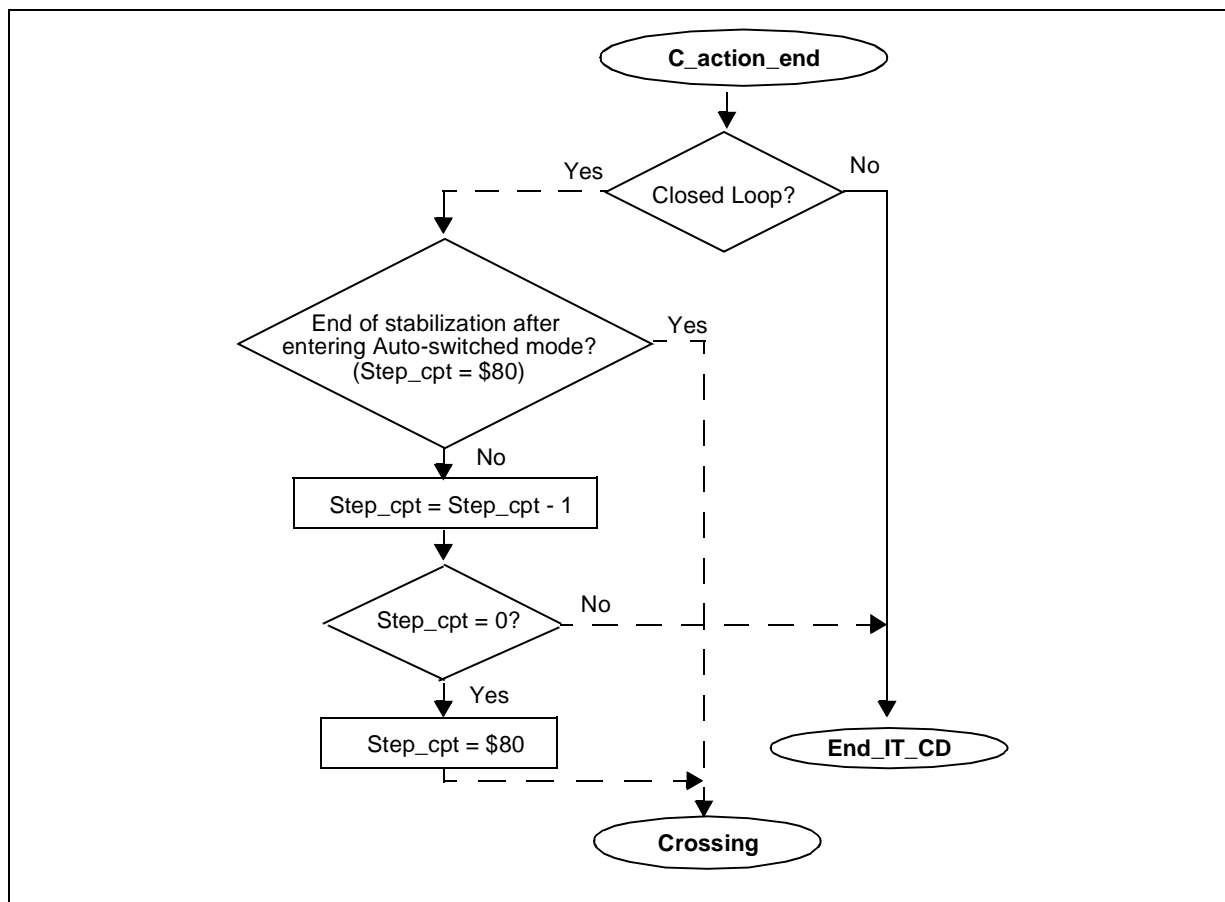 C_action_end
Yes
No
Closed Loop?
End of stabilization after
entering Auto-switched mode?
(Step_cpt = $80)
Yes
No
Step_cpt = Step_cpt - 1
Step_cpt = 0?
No
Yes
Step_cpt = $80
End_IT_CD
Crossing